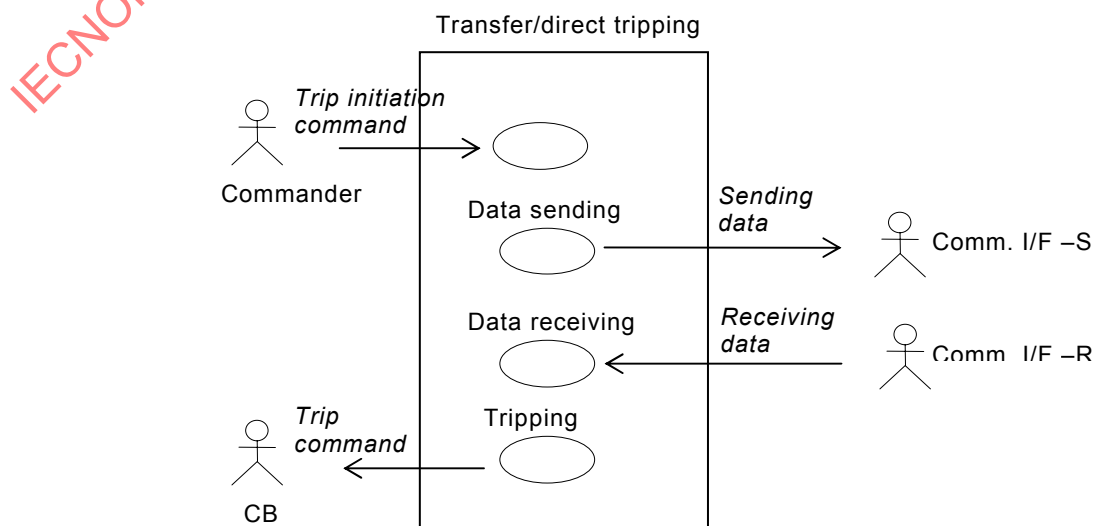 Transfer/direct tripping
Trip initiation
command
Commander
Data sending
Sending
data
Comm. I/F –S
Data receiving
Receiving
data
Comm. I/F –R
Trip
command
Tripping
CB